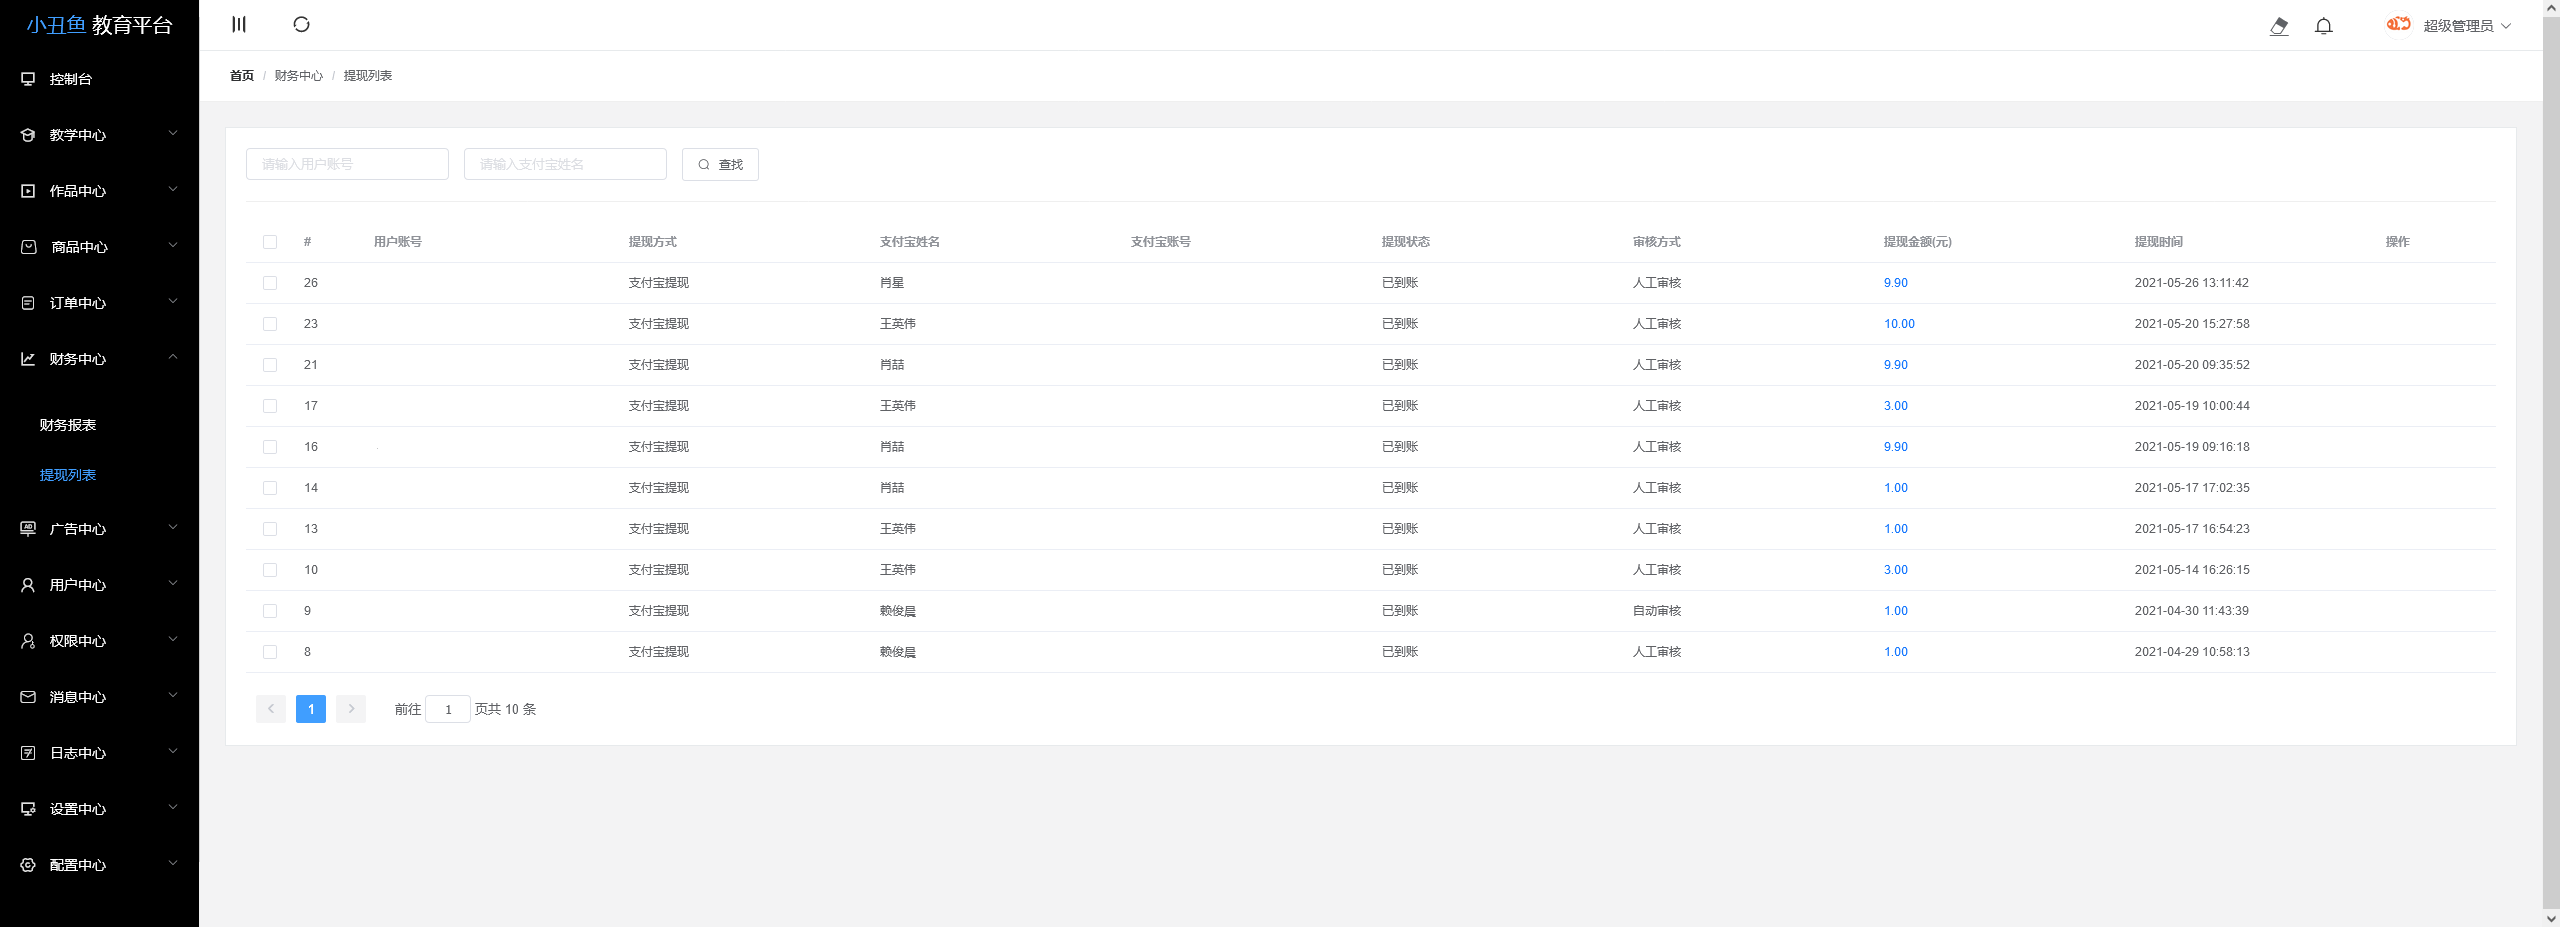 小丑鱼 教育平台
控制台
教学中心
作品中心
商品中心
订单中心
财务中心
财务报表
提现列表
广告中心
用户中心
权限中心
消息中心
日志中心
设置中心
配置中心
超级管理员
首页 / 财务中心 / 提现列表
请输入用户账号 请输入支付宝姓名 查找
# 用户账号 提现方式 支付宝姓名 支付宝账号 提现状态 审核方式 提现金额(元) 提现时间 操作
26 支付宝提现 肖星 已到账 人工审核 9.90 2021-05-26 13:11:42
23 支付宝提现 王英伟 已到账 人工审核 10.00 2021-05-20 15:27:58
21 支付宝提现 肖喆 已到账 人工审核 9.90 2021-05-20 09:35:52
17 支付宝提现 王英伟 已到账 人工审核 3.00 2021-05-19 10:00:44
16 支付宝提现 肖喆 已到账 人工审核 9.90 2021-05-19 09:16:18
14 支付宝提现 肖喆 已到账 人工审核 1.00 2021-05-17 17:02:35
13 支付宝提现 王英伟 已到账 人工审核 1.00 2021-05-17 16:54:23
10 支付宝提现 王英伟 已到账 人工审核 3.00 2021-05-14 16:26:15
9 支付宝提现 赖俊晨 已到账 自动审核 1.00 2021-04-30 11:43:39
8 支付宝提现 赖俊晨 已到账 人工审核 1.00 2021-04-29 10:58:13
1 前往 1 页共 10 条